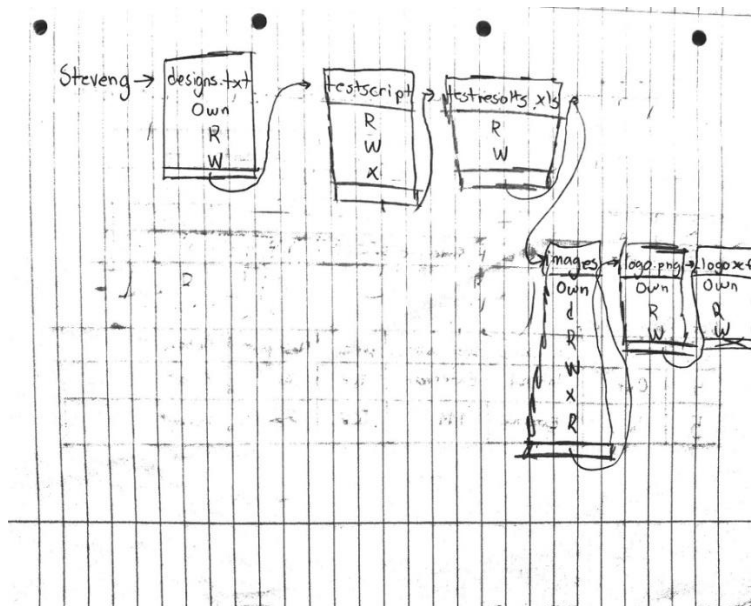 Steveng
designs.txt
Own
R
W
testscript
R
W
X
testresults.xls
R
W
images
Own
d
R
W
X
R
logo.png
Own
R
W
Own
R
W